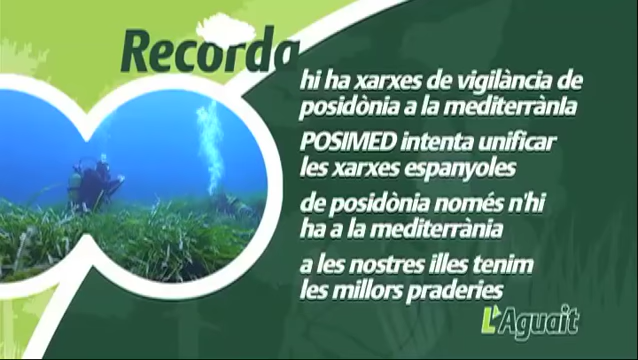 Recorda
hi ha xarxes de vigilància de
posidònia a la mediterrànla
POSIMED intenta unificar
les xarxes espanyoles
de posidònia només n'hi
ha a la mediterrània
a les nostres illes tenim
les millors praderies
L'Aguait